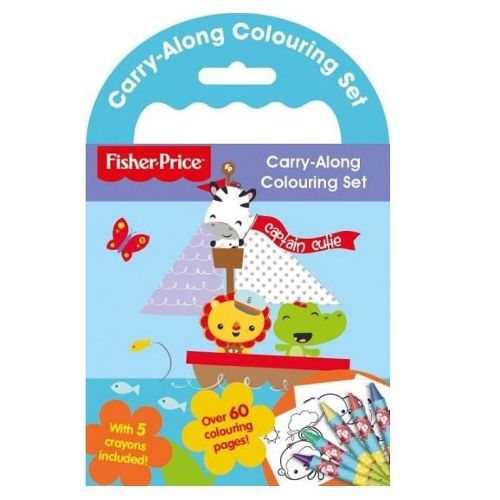 Carry-Along Colouring Set
Fisher-Price
Carry-Along
Colouring Set
captain cutie
With 5
crayons
included!
Over 60
colouring
pages!